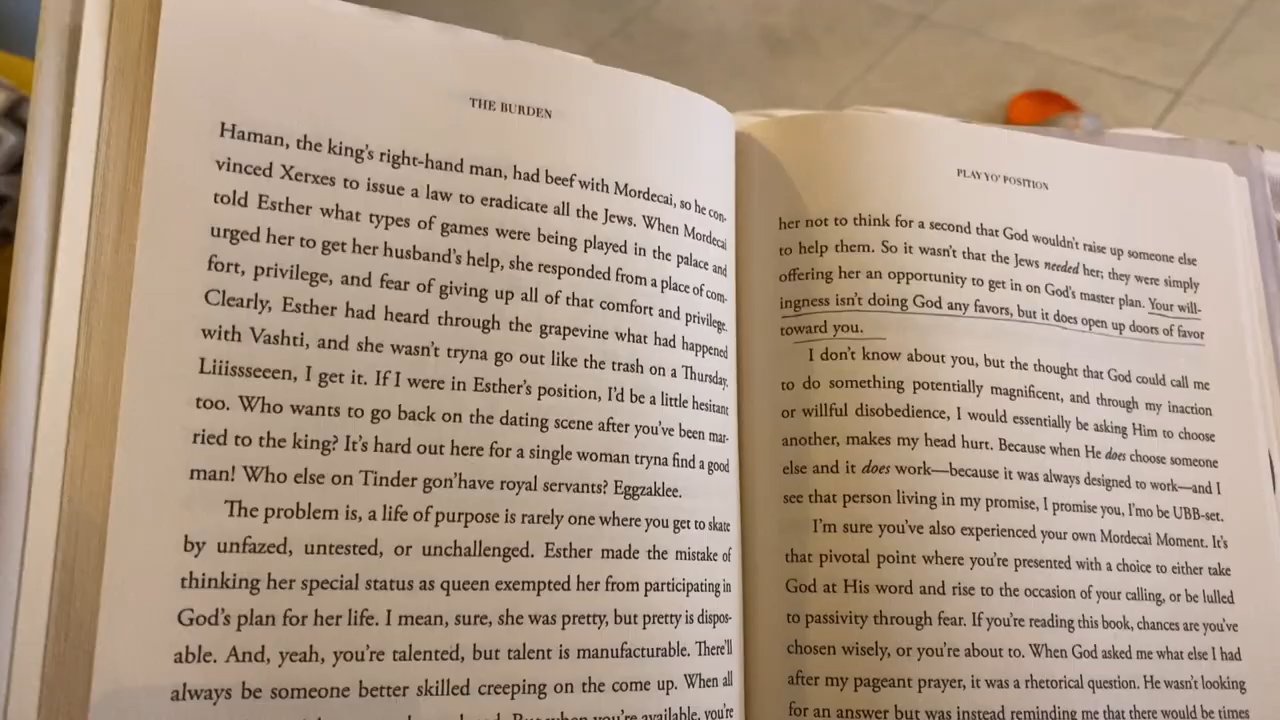 THE BURDEN
Haman, the king's right-hand man, had beef with Mordecai, so he con-
vinced Xerxes to issue a law to eradicate all the Jews. When Mordecai
told Esther what types of games were being played in the palace and
urged her to get her husband's help, she responded from a place of com-
fort, privilege, and fear of giving up all of that comfort and privilege.
Clearly, Esther had heard through the grapevine what had happened
with Vashti, and she wasn't tryna go out like the trash on a Thursday.
Liiissseeen, I get it. If I were in Esther's position, I'd be a little hesitant
too. Who wants to go back on the dating scene after you've been mar-
ried to the king? It's hard out here for a single woman tryna find a good
man! Who else on Tinder gon' have royal servants? Eggzaklee.
The problem is, a life of purpose is rarely one where you get to skate
by unfazed, untested, or unchallenged. Esther made the mistake of
thinking her special status as queen exempted her from participating in
God's plan for her life. I mean, sure, she was pretty, but pretty is dispos-
able. And, yeah, you're talented, but talent is manufacturable. There'll
always be someone better skilled creeping on the come up. When all
when you're available, you're
PLAY YO' POSITION
her not to think for a second that God wouldn't raise up someone else
to help them. So it wasn't that the Jews needed her; they were simply
offering her an opportunity to get in on God's master plan. Your will-
ingness isn't doing God any favors, but it does open up doors of favor
toward you.
I don't know about you, but the thought that God could call me
to do something potentially magnificent, and through my inaction
or willful disobedience, I would essentially be asking Him to choose
another, makes my head hurt. Because when He does choose someone
else and it does work—because it was always designed to work—and I
see that person living in my promise, I promise you, I'mo be UBB-set.
I'm sure you've also experienced your own Mordecai Moment. It's
that pivotal point where you're presented with a choice to either take
God at His word and rise to the occasion of your calling, or be lulled
to passivity through fear. If you're reading this book, chances are you've
chosen wisely, or you're about to. When God asked me what else I had
after my pageant prayer, it was a rhetorical question. He wasn't looking
for an answer but was instead reminding me that there would be times